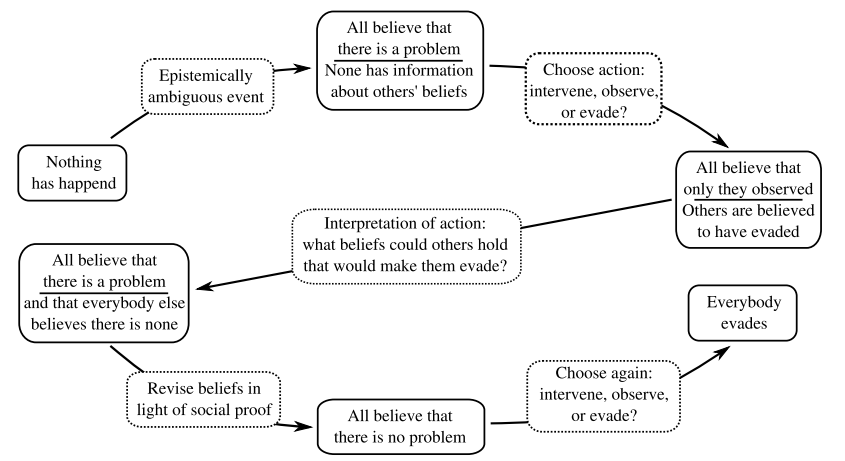 All believe that
there is a problem
None has information
about others' beliefs
Epistemically
ambiguous event
Choose action:
intervene, observe,
or evade?
Nothing
has happend
All believe that
only they observed
Others are believed
to have evaded
Interpretation of action:
what beliefs could others hold
that would make them evade?
All believe that
there is a problem
and that everybody else
believes there is none
Everybody
evades
Revise beliefs in
light of social proof
Choose again:
intervene, observe,
or evade?
All believe that
there is no problem